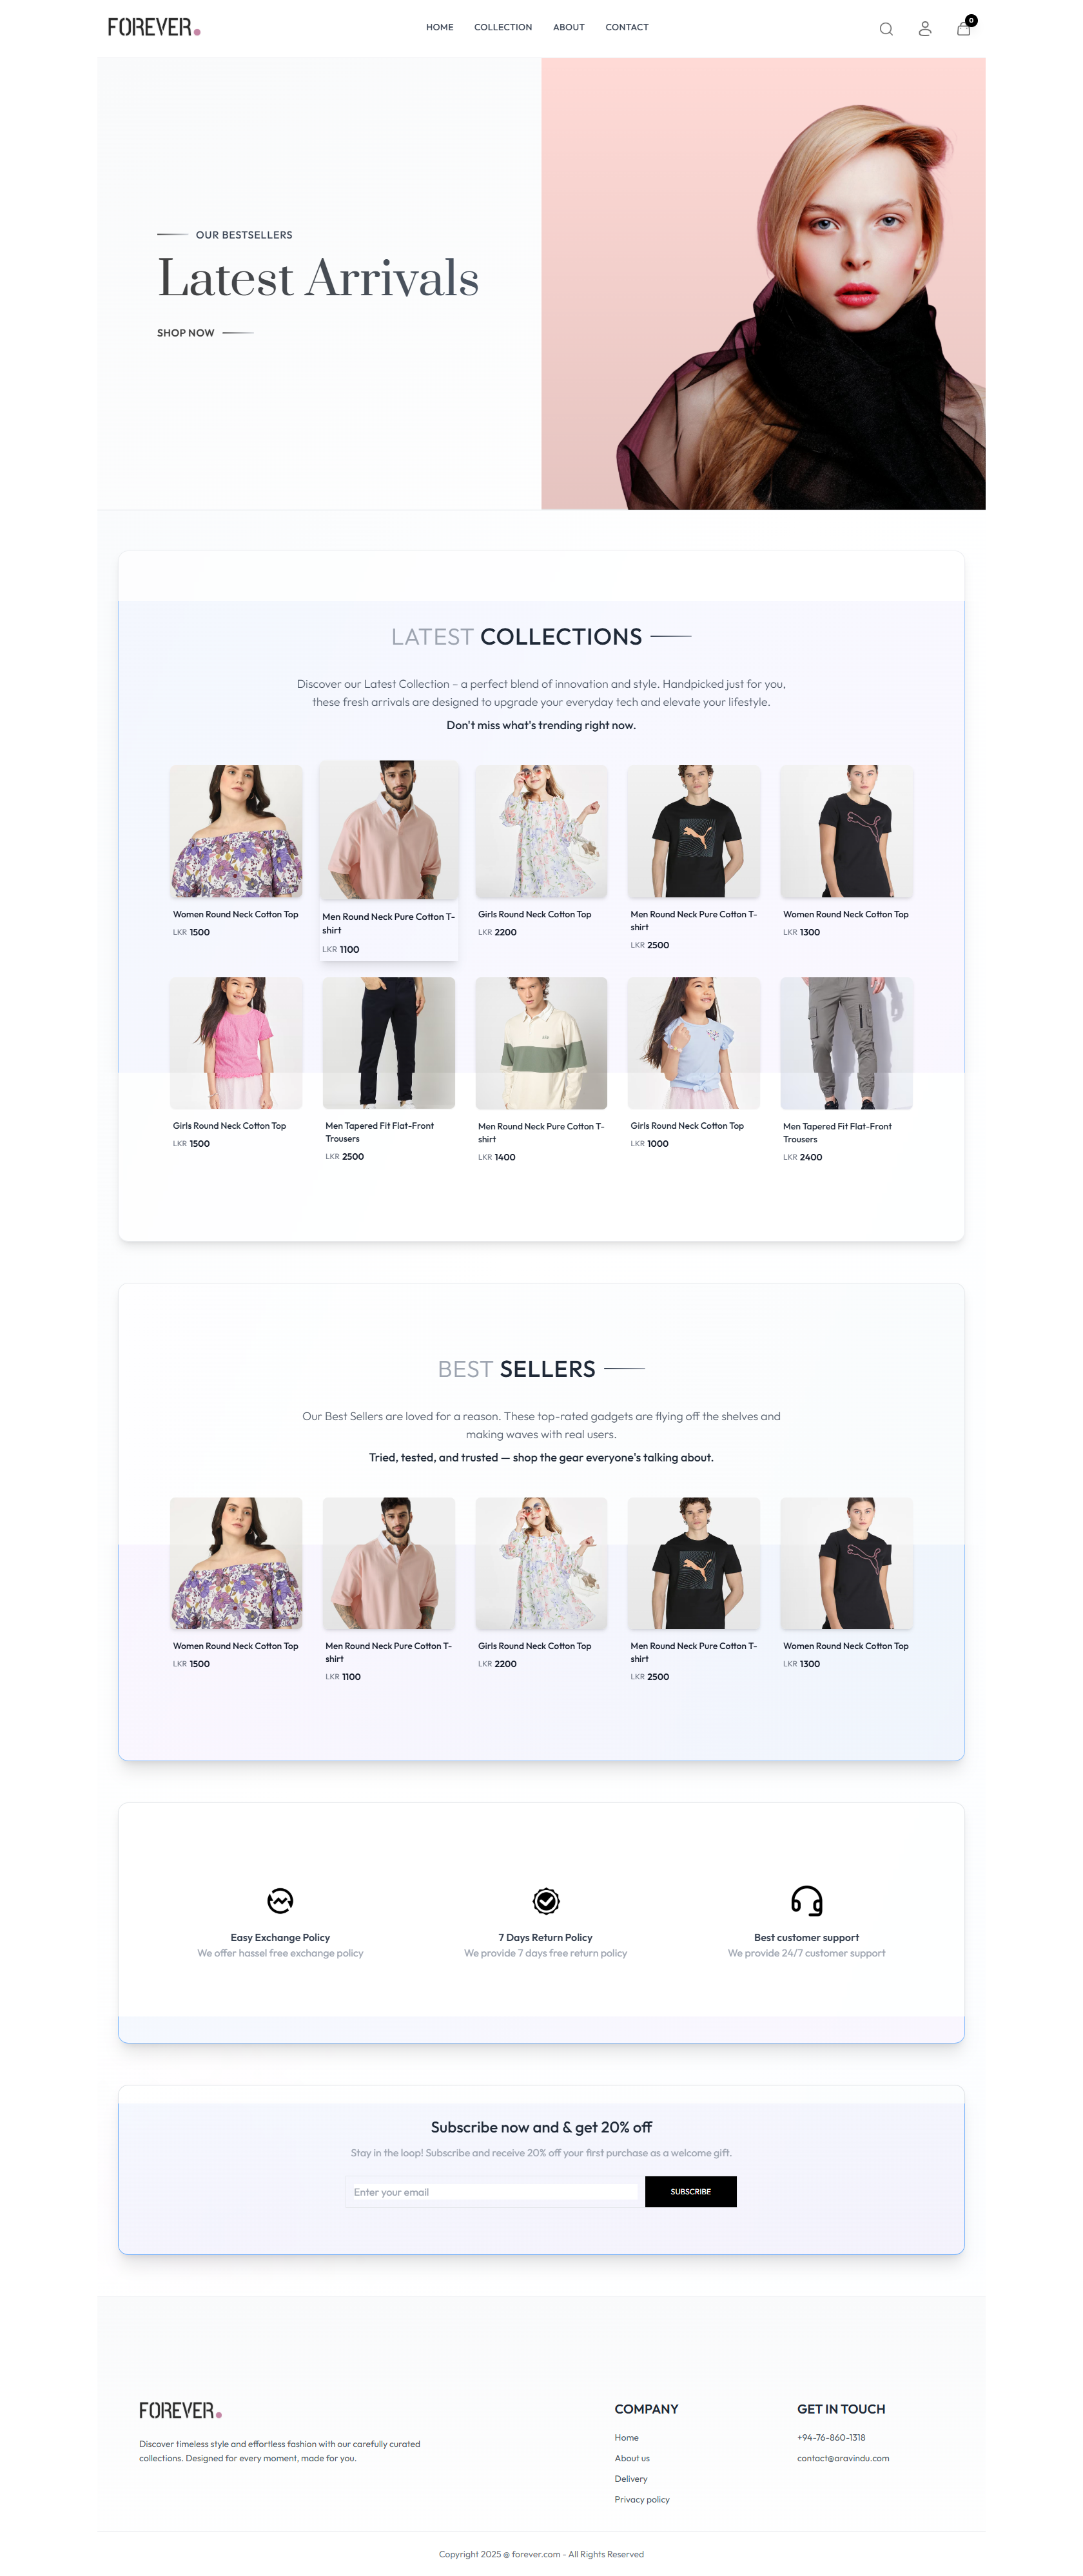 FOREVER.
HOME COLLECTION ABOUT CONTACT
0
OUR BESTSELLERS
Latest Arrivals
SHOP NOW
LATEST COLLECTIONS
Discover our Latest Collection – a perfect blend of innovation and style. Handpicked just for you,
these fresh arrivals are designed to upgrade your everyday tech and elevate your lifestyle.
Don't miss what's trending right now.
Women Round Neck Cotton Top
LKR 1500
Men Round Neck Pure Cotton T-
shirt
LKR 1100
Girls Round Neck Cotton Top
LKR 2200
Men Round Neck Pure Cotton T-
shirt
LKR 2500
Women Round Neck Cotton Top
LKR 1300
Girls Round Neck Cotton Top
LKR 1500
Men Tapered Fit Flat-Front
Trousers
LKR 2500
Men Round Neck Pure Cotton T-
shirt
LKR 1400
Girls Round Neck Cotton Top
LKR 1000
Men Tapered Fit Flat-Front
Trousers
LKR 2400
BEST SELLERS
Our Best Sellers are loved for a reason. These top-rated gadgets are flying off the shelves and
making waves with real users.
Tried, tested, and trusted — shop the gear everyone's talking about.
Women Round Neck Cotton Top
LKR 1500
Men Round Neck Pure Cotton T-
shirt
LKR 1100
Girls Round Neck Cotton Top
LKR 2200
Men Round Neck Pure Cotton T-
shirt
LKR 2500
Women Round Neck Cotton Top
LKR 1300
Easy Exchange Policy
We offer hassel free exchange policy
7 Days Return Policy
We provide 7 days free return policy
Best customer support
We provide 24/7 customer support
Subscribe now and & get 20% off
Stay in the loop! Subscribe and receive 20% off your first purchase as a welcome gift.
Enter your email
SUBSCRIBE
FOREVER.
Discover timeless style and effortless fashion with our carefully curated
collections. Designed for every moment, made for you.
COMPANY
Home
About us
Delivery
Privacy policy
GET IN TOUCH
+94-76-860-1318
contact@aravindu.com
Copyright 2025 @ forever.com - All Rights Reserved